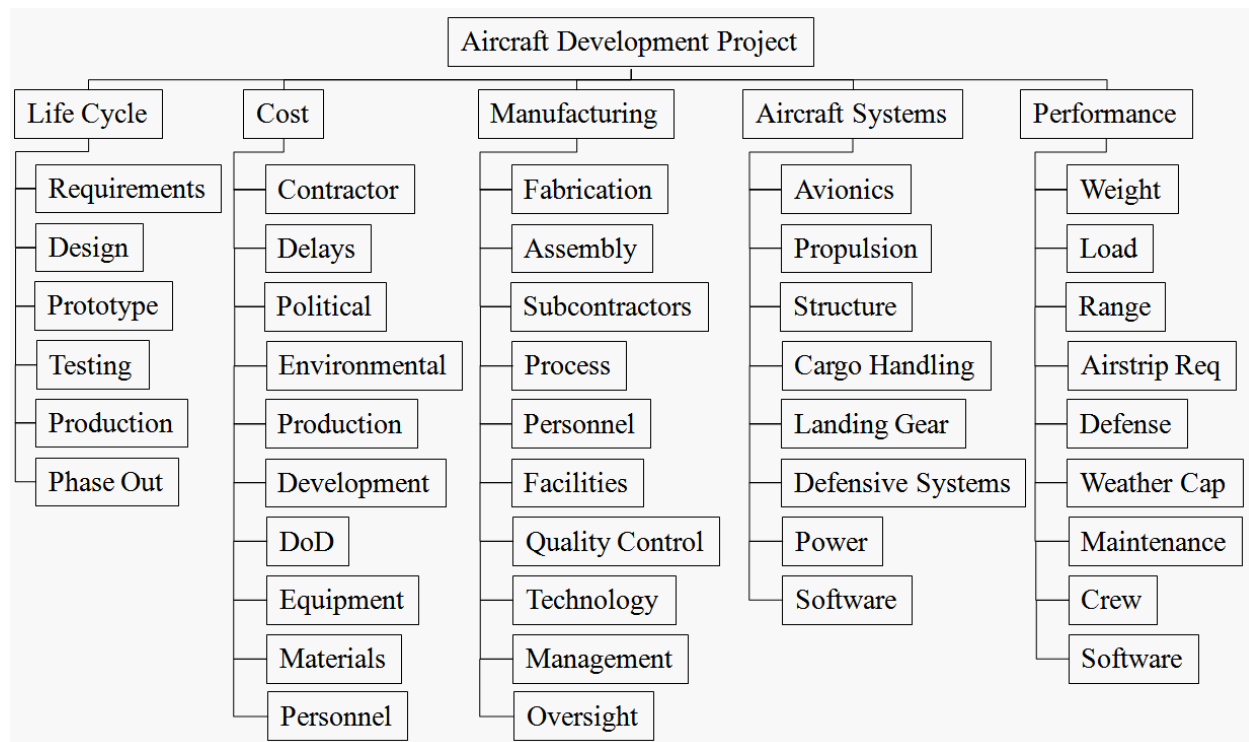 Aircraft Development Project
Life Cycle
Requirements
Design
Prototype
Testing
Production
Phase Out
Cost
Contractor
Delays
Political
Environmental
Production
Development
DoD
Equipment
Materials
Personnel
Manufacturing
Fabrication
Assembly
Subcontractors
Process
Personnel
Facilities
Quality Control
Technology
Management
Oversight
Aircraft Systems
Avionics
Propulsion
Structure
Cargo Handling
Landing Gear
Defensive Systems
Power
Software
Performance
Weight
Load
Range
Airstrip Req
Defense
Weather Cap
Maintenance
Crew
Software